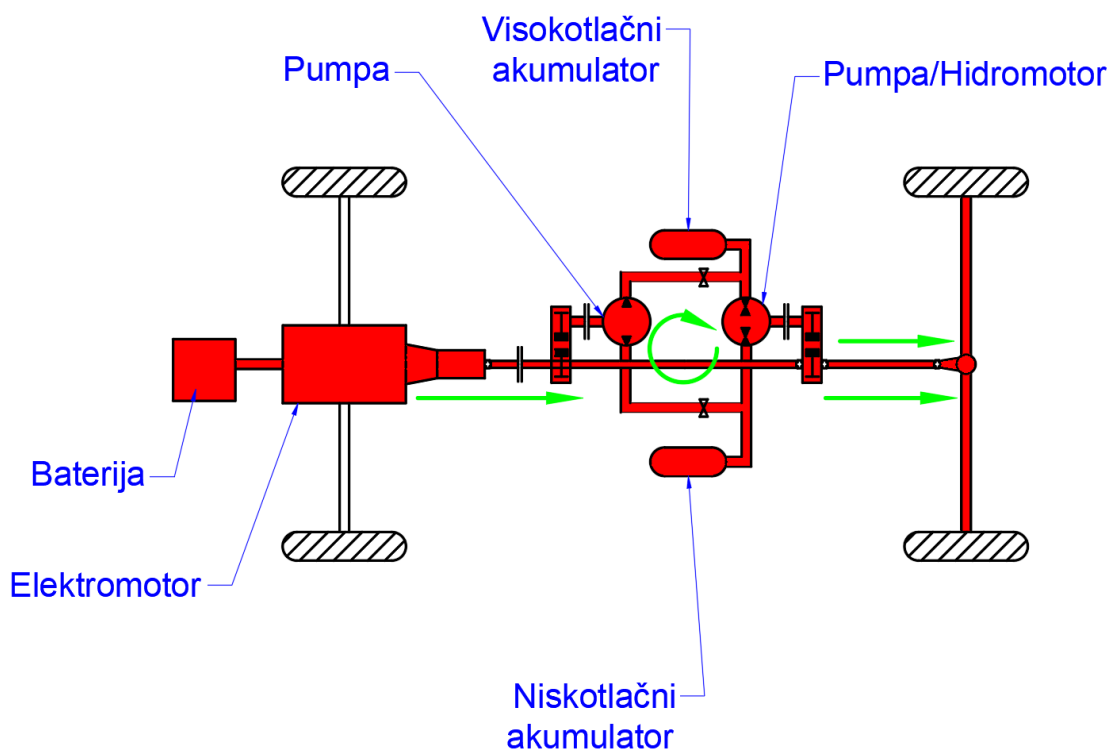 Visokotlačni
akumulator
Pumpa
Pumpa/Hidromotor
Baterija
Elektromotor
Niskotlačni
akumulator